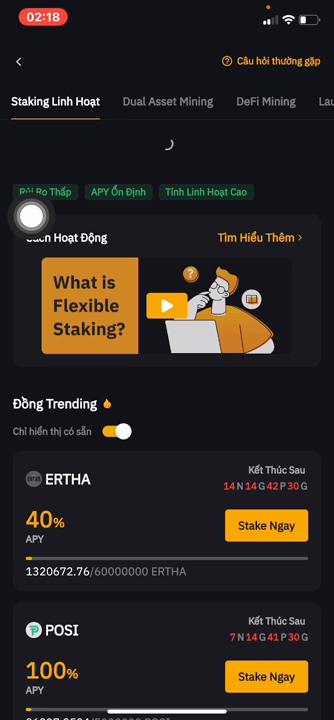 02:18
Câu hỏi thường gặp
Staking Linh Hoạt Dual Asset Mining DeFi Mining Lau
Rủi Ro Thấp APY Ổn Định Tính Linh Hoạt Cao
Cách Hoạt Động Tìm Hiểu Thêm
What is
Flexible
Staking?
Đồng Trending
Chỉ hiển thị có sẵn
ERTHA
Kết Thúc Sau
14 N 14 G 42 P 30 G
40%
APY
Stake Ngay
1320672.76/60000000 ERTHA
POSI
Kết Thúc Sau
7 N 14 G 41 P 30 G
100%
APY
Stake Ngay